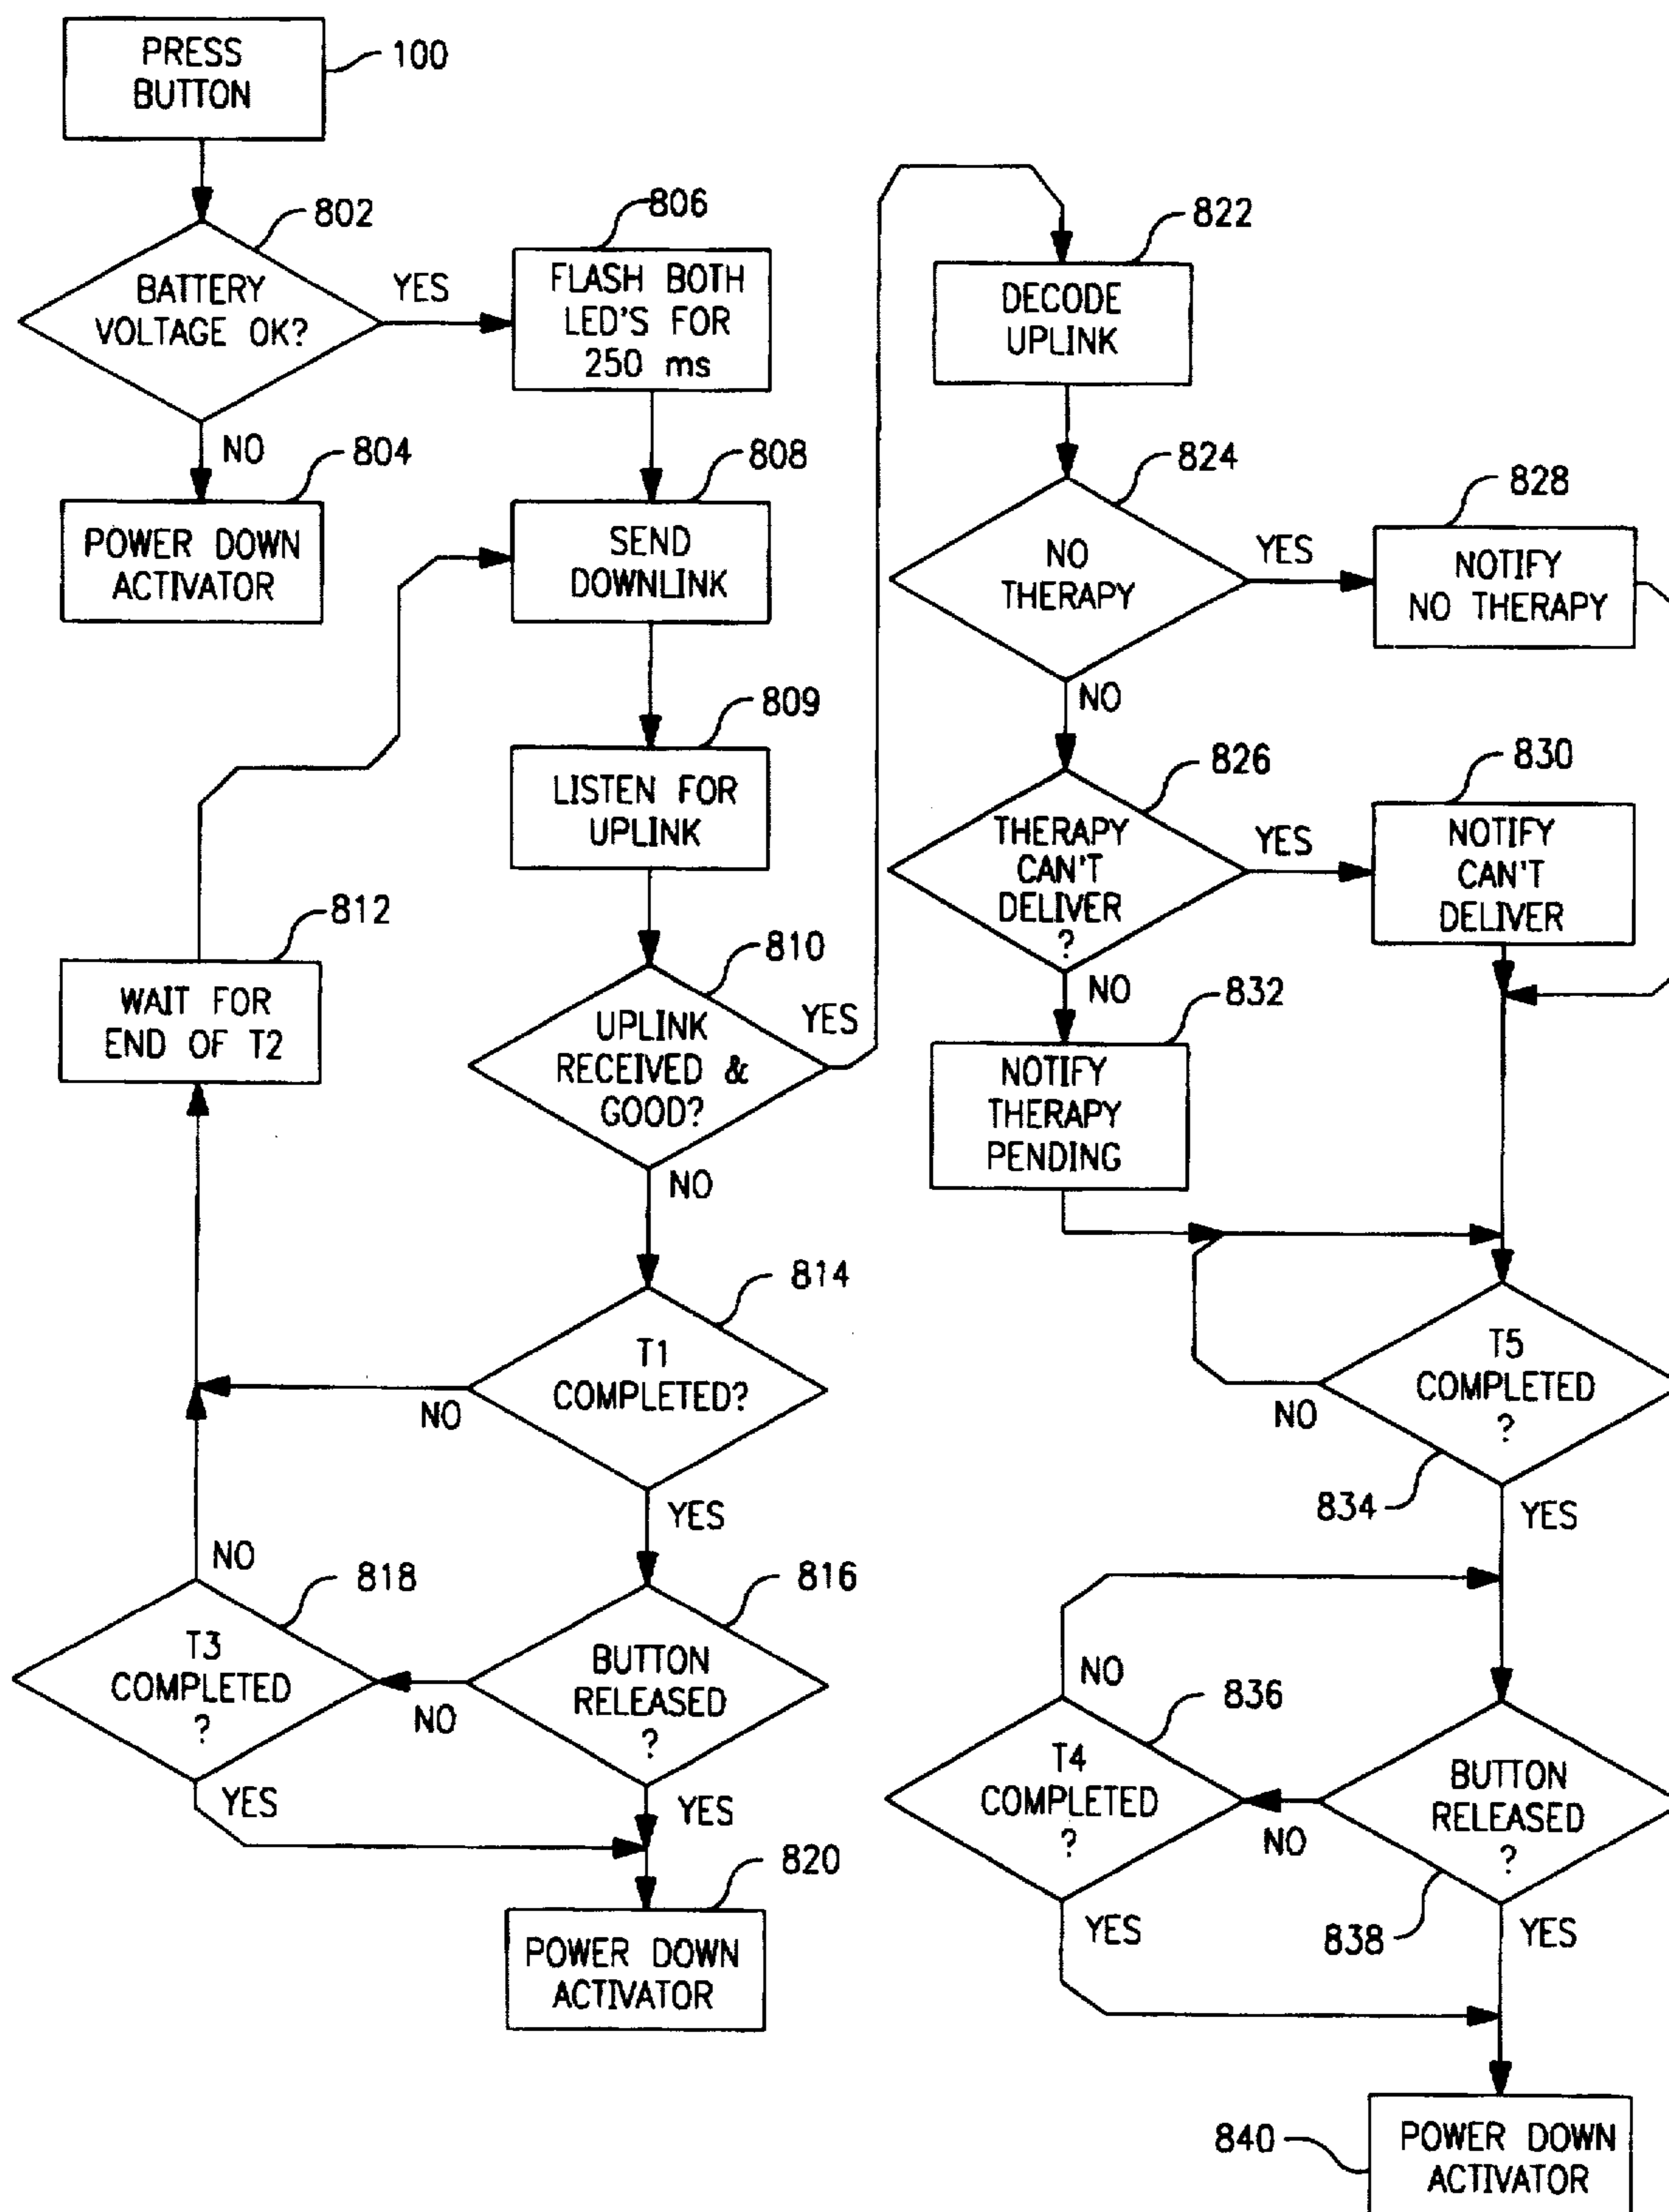 PRESS
BUTTON
100
802
BATTERY
VOLTAGE OK?
YES
NO
804
POWER DOWN
ACTIVATOR
806
FLASH BOTH
LED'S FOR
250 ms
808
SEND
DOWNLINK
809
LISTEN FOR
UPLINK
810
UPLINK
RECEIVED &
GOOD?
YES
NO
812
WAIT FOR
END OF T2
814
T1
COMPLETED?
NO
YES
816
BUTTON
RELEASED
?
NO
YES
818
T3
COMPLETED
?
NO
YES
820
POWER DOWN
ACTIVATOR
822
DECODE
UPLINK
824
NO
THERAPY
YES
NO
828
NOTIFY
NO THERAPY
826
THERAPY
CAN'T
DELIVER
?
YES
NO
830
NOTIFY
CAN'T
DELIVER
832
NOTIFY
THERAPY
PENDING
T5
COMPLETED
?
NO
834
YES
836
T4
COMPLETED
?
NO
YES
BUTTON
RELEASED
?
NO
838
YES
840
POWER DOWN
ACTIVATOR